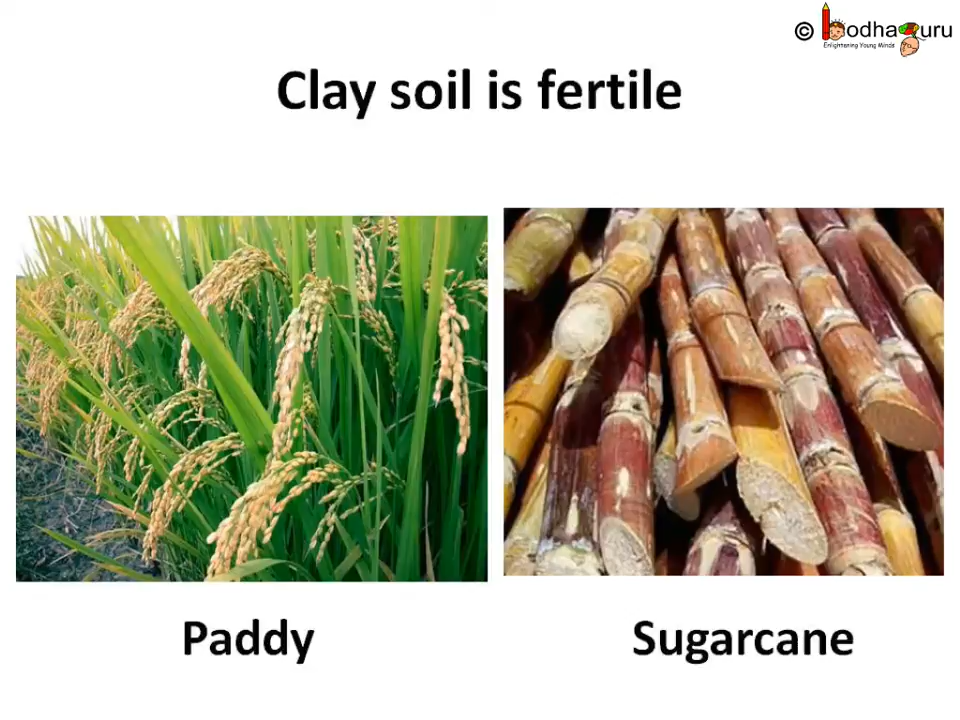 © BodhaGuru
Enlightening Young Minds
Clay soil is fertile
Paddy
Sugarcane